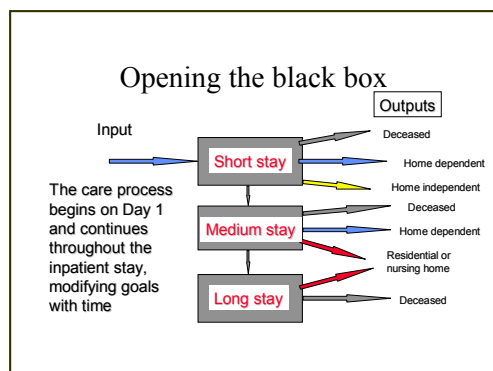 Opening the black box
Outputs
Input
Deceased
Short stay
Home dependent
Home independent
The care process
begins on Day 1
and continues
throughout the
inpatient stay,
modifying goals
with time
Deceased
Medium stay
Home dependent
Residential or
nursing home
Long stay
Deceased